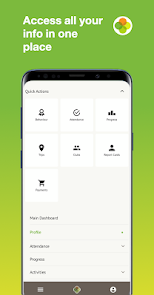 Access all your
info in one
place
Quick Actions
Behaviour
Attendance
Progress
Trips
Clubs
Report cards
Payments
Main Dashboard
Profile
Attendance
Progress
Activities